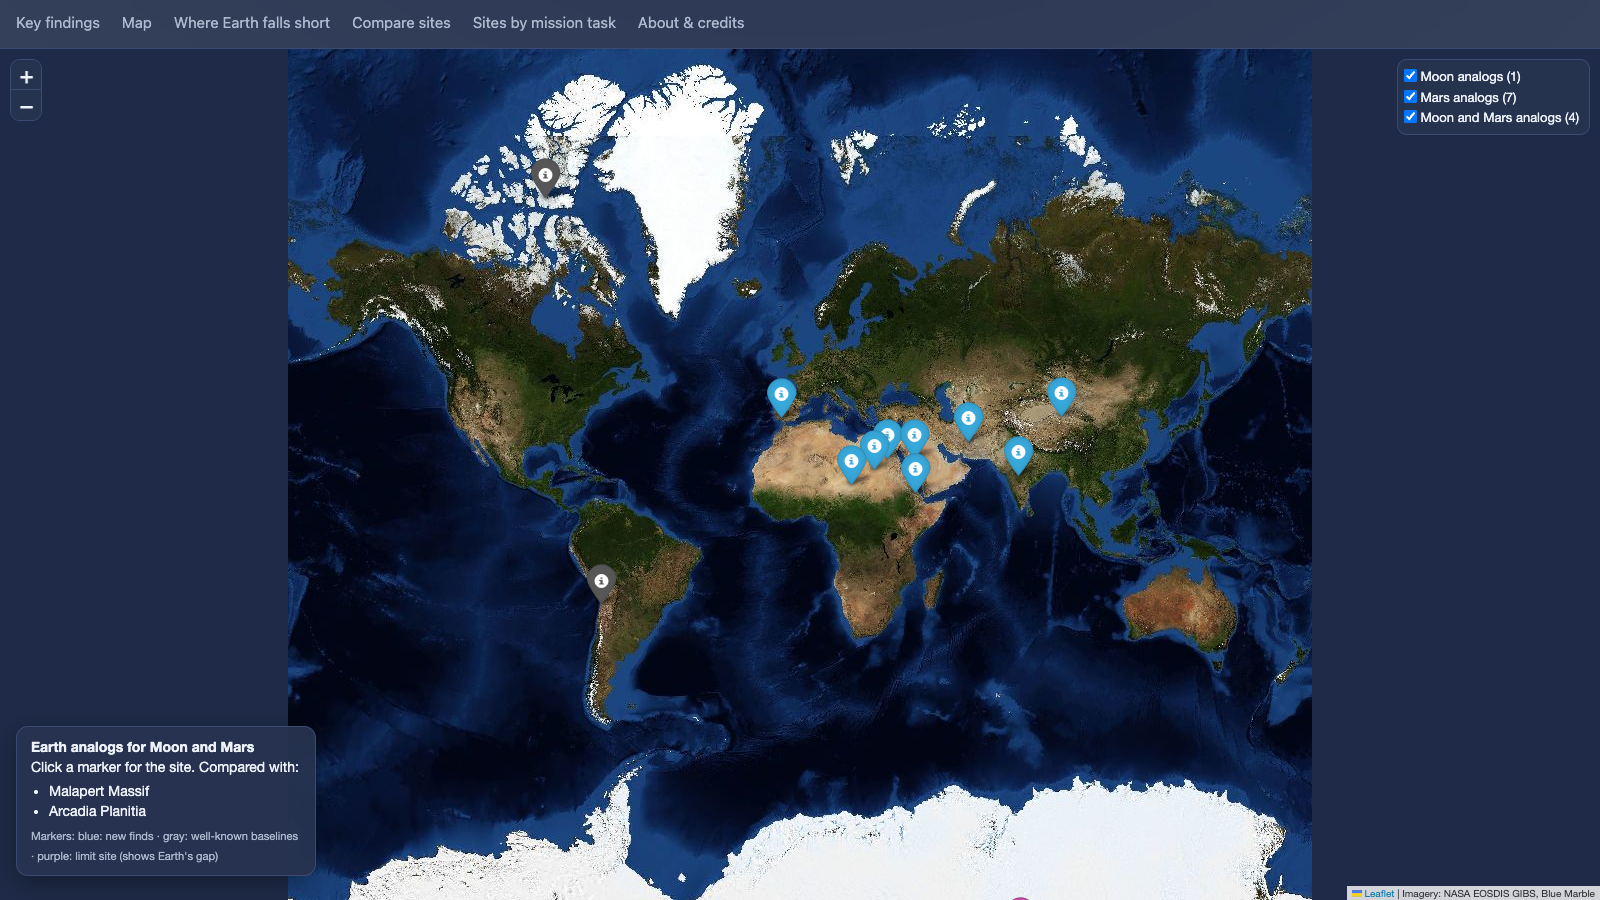 Key findings Map Where Earth falls short Compare sites Sites by mission task About & credits
+
−
Moon analogs (1)
Mars analogs (7)
Moon and Mars analogs (4)
Earth analogs for Moon and Mars
Click a marker for the site. Compared with:
• Malapert Massif
• Arcadia Planitia
Markers: blue: new finds · gray: well-known baselines
· purple: limit site (shows Earth's gap)
Leaflet | Imagery: NASA EOSDIS GIBS, Blue Marble